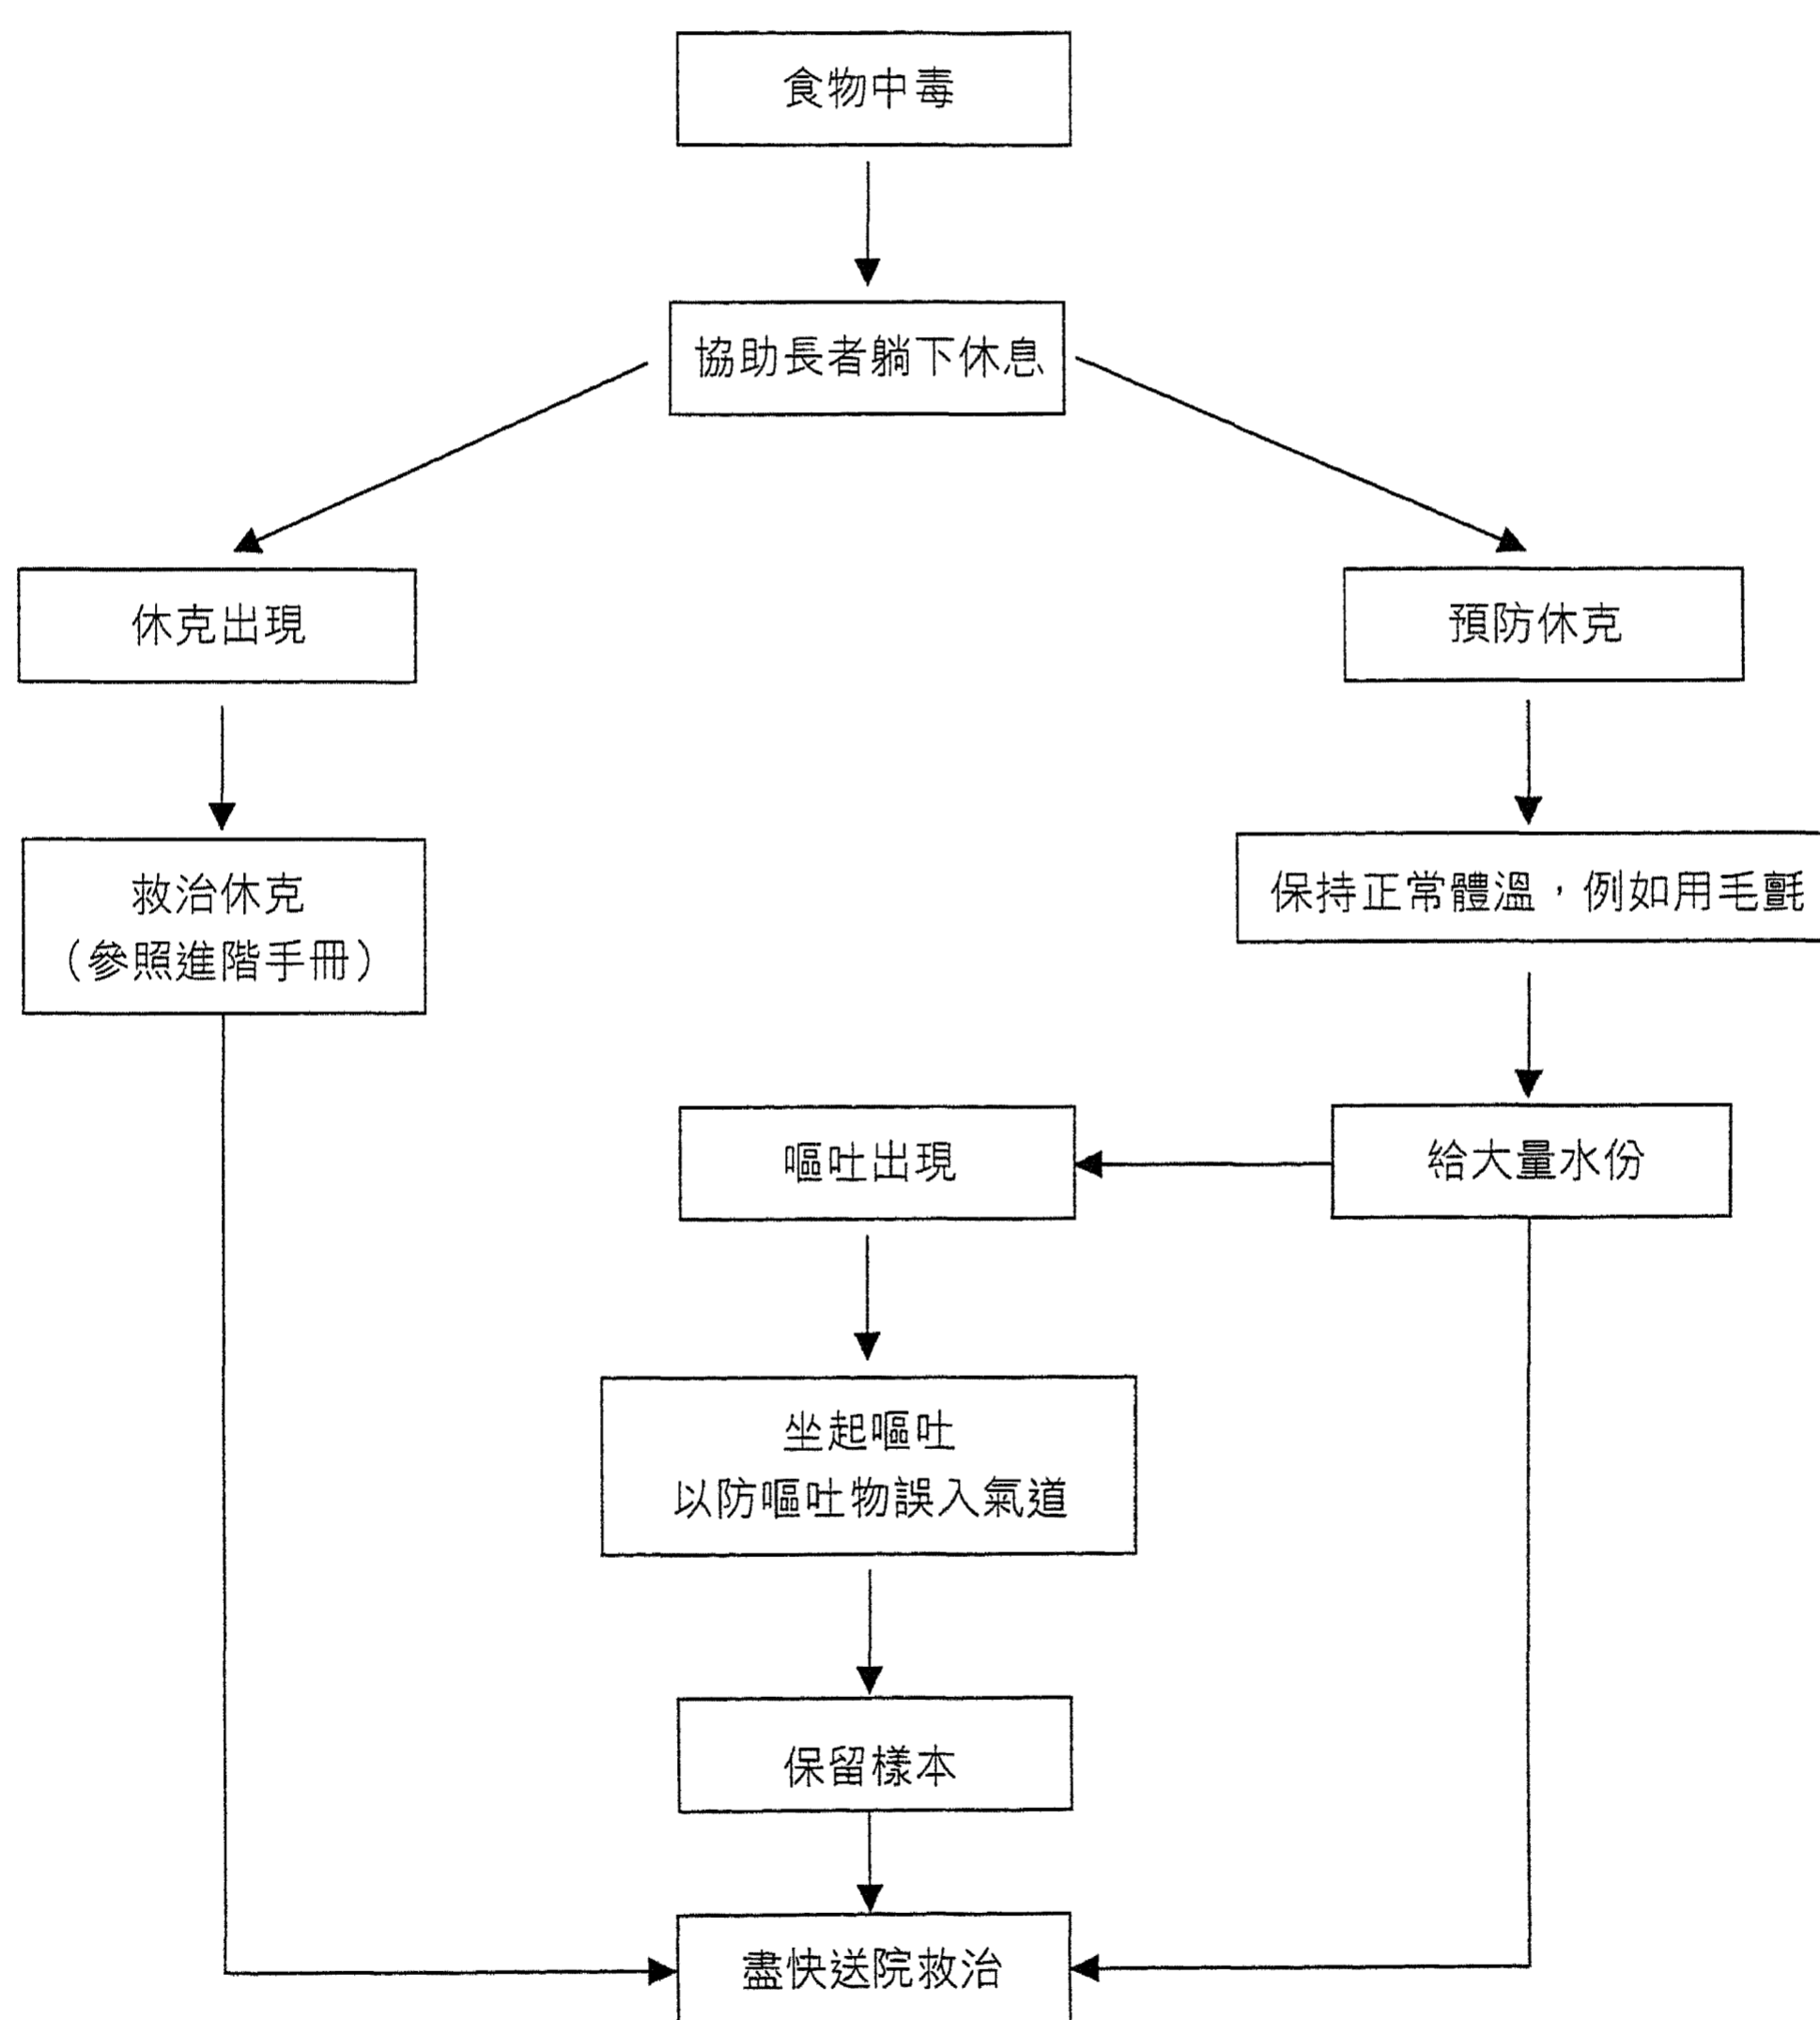 食物中毒
協助長者躺下休息
休克出現
預防休克
救治休克
（參照進階手冊）
保持正常體溫，例如用毛氈
嘔吐出現
給大量水份
坐起嘔吐
以防嘔吐物誤入氣道
保留樣本
盡快送院救治